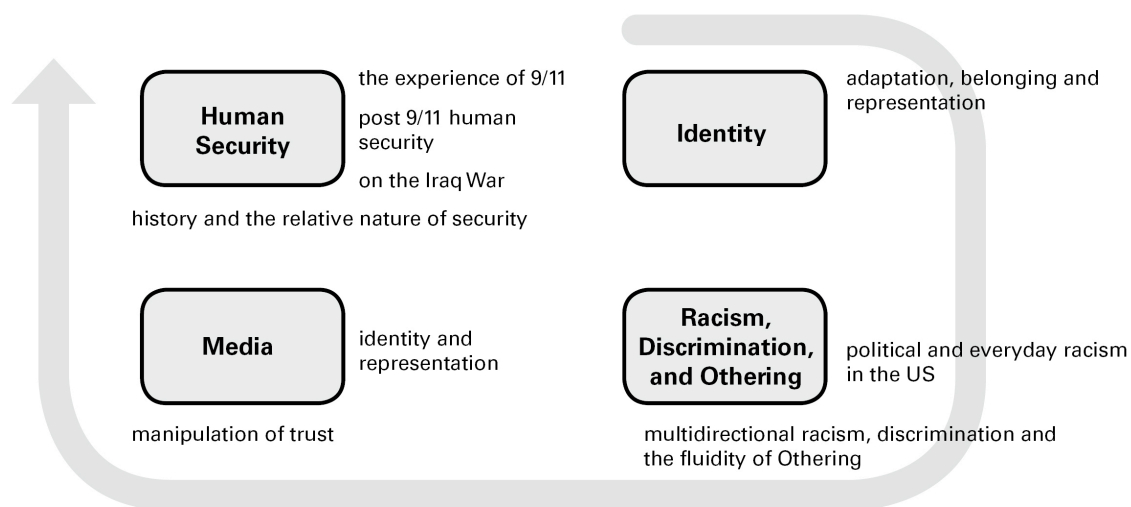 Human
Security
the experience of 9/11
post 9/11 human
security
on the Iraq War
history and the relative nature of security
Identity
adaptation, belonging and
representation
Media
identity and
representation
manipulation of trust
Racism,
Discrimination,
and Othering
political and everyday racism
in the US
multidirectional racism, discrimination and
the fluidity of Othering